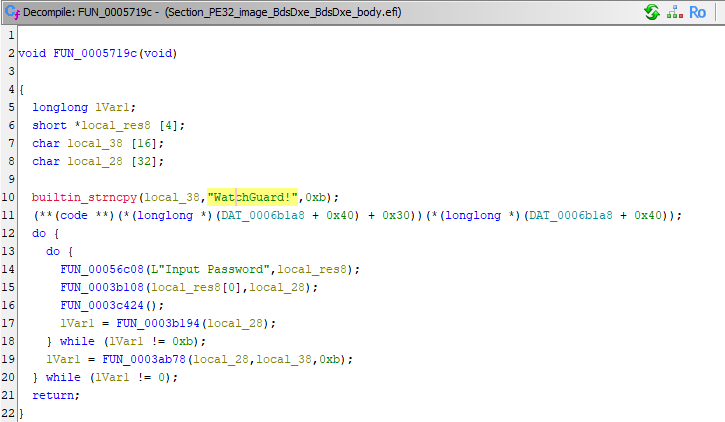 Decompile: FUN_0005719c - (Section_PE32_image_BdsDxe_BdsDxe_body.efi)
Ro
1
2 void FUN_0005719c(void)
3
4 {
5 longlong lVar1;
6 short *local_res8 [4];
7 char local_38 [16];
8 char local_28 [32];
9
10 builtin_strncpy(local_38,"WatchGuard!",0xb);
11 (**(code **)(*(longlong *)(DAT_0006b1a8 + 0x40) + 0x30))(*(longlong *)(DAT_0006b1a8 + 0x40));
12 do {
13 do {
14 FUN_00056c08(L"Input Password",local_res8);
15 FUN_0003b108(local_res8[0],local_28);
16 FUN_0003c424();
17 lVar1 = FUN_0003b194(local_28);
18 } while (lVar1 != 0xb);
19 lVar1 = FUN_0003ab78(local_28,local_38,0xb);
20 } while (lVar1 != 0);
21 return;
22 }